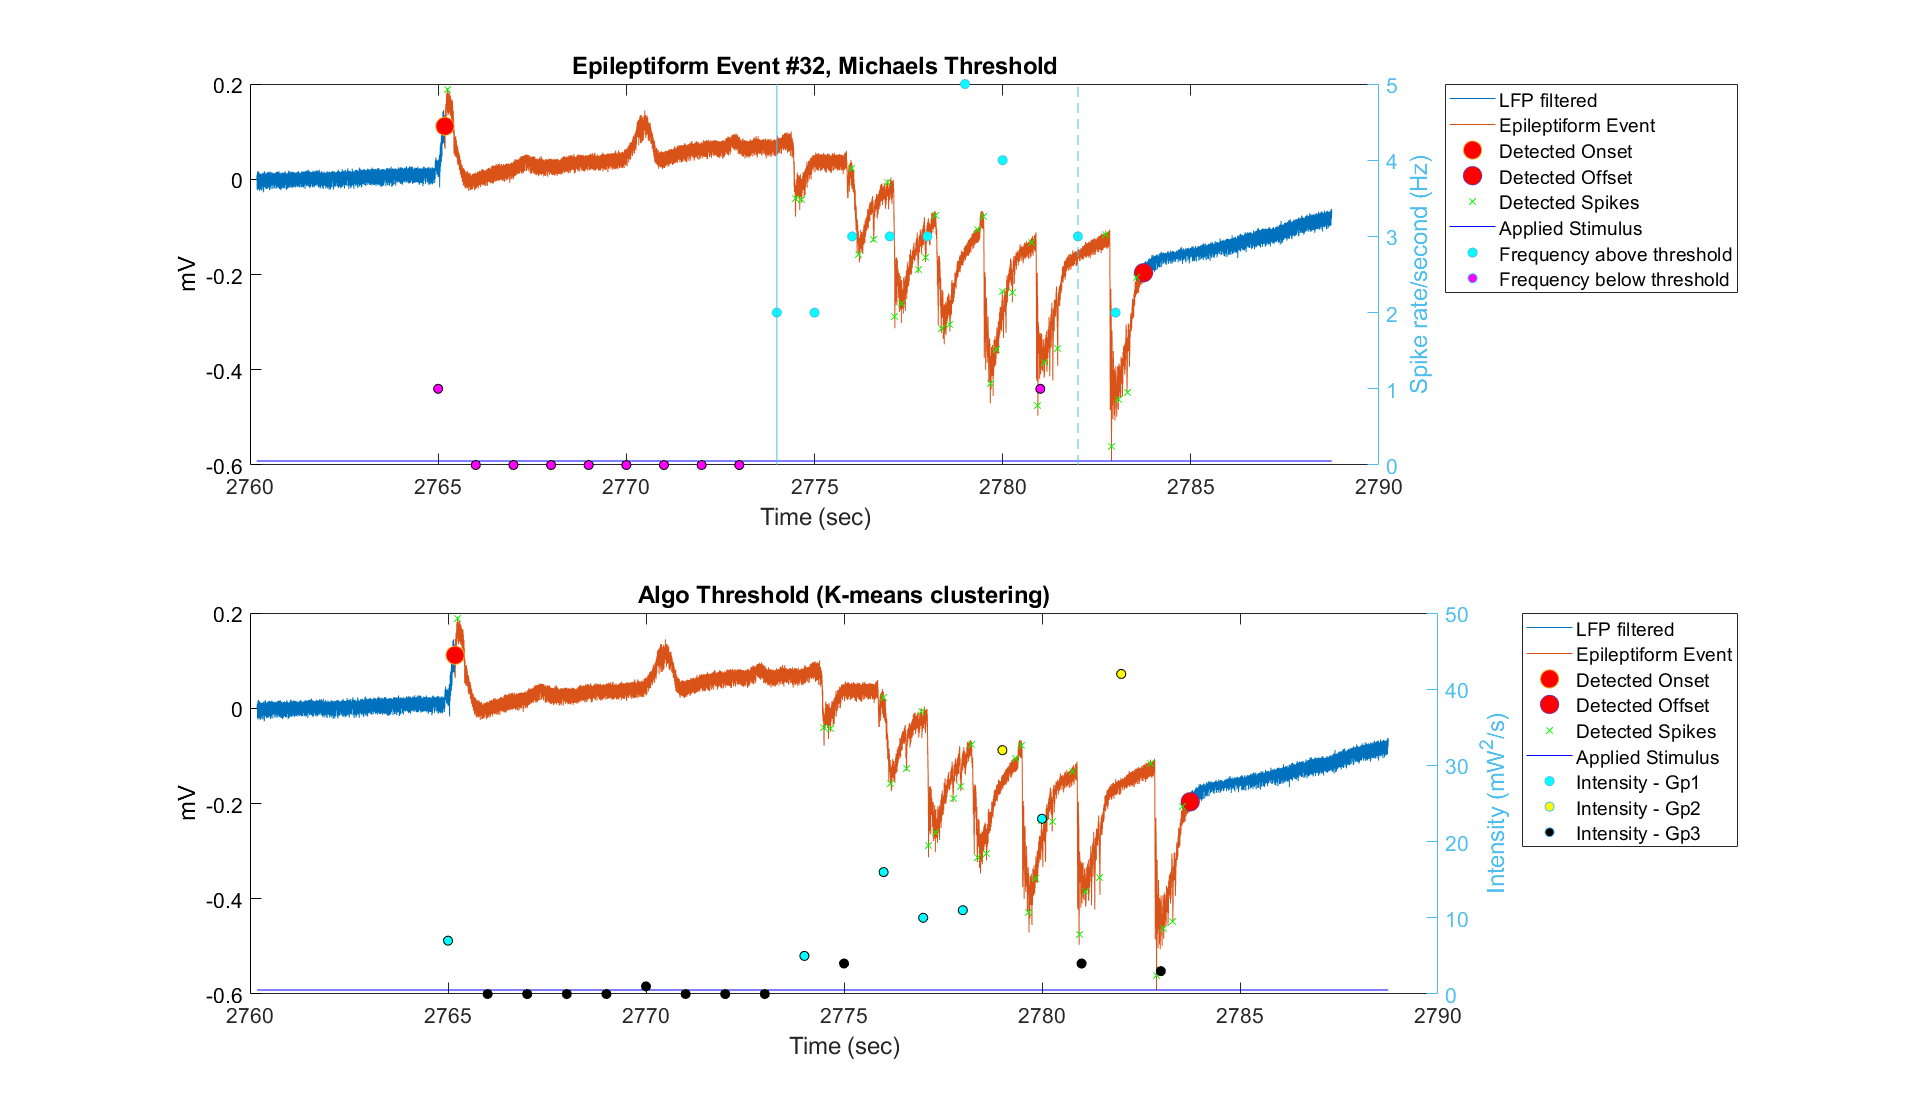 Epileptiform Event #32, Michaels Threshold
0.2
0
-0.2
-0.4
-0.6
mV
2760
2765
2770
2775
2780
2785
2790
Time (sec)
5
4
3
2
1
0
Spike rate/second (Hz)
LFP filtered
Epileptiform Event
Detected Onset
Detected Offset
Detected Spikes
Applied Stimulus
Frequency above threshold
Frequency below threshold
Algo Threshold (K-means clustering)
0.2
0
-0.2
-0.4
-0.6
mV
2760
2765
2770
2775
2780
2785
2790
Time (sec)
50
40
30
20
10
0
Intensity (mW²/s)
LFP filtered
Epileptiform Event
Detected Onset
Detected Offset
Detected Spikes
Applied Stimulus
Intensity - Gp1
Intensity - Gp2
Intensity - Gp3